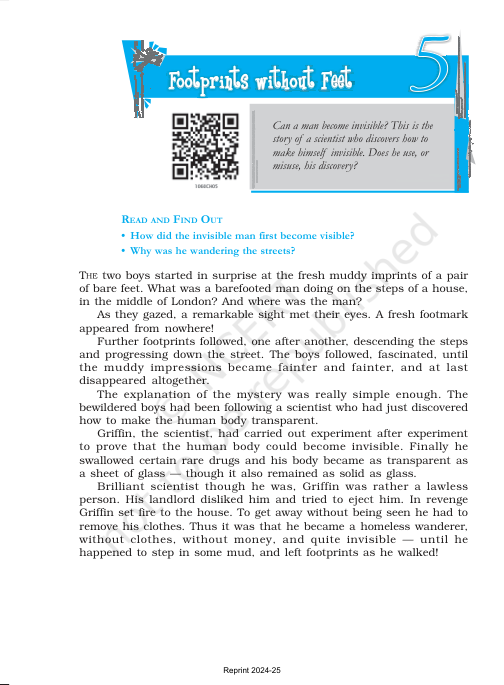 5
Footprints without Feet
Can a man become invisible? This is the
story of a scientist who discovers how to
make himself invisible. Does he use, or
misuse, his discovery?
1068CH05
READ AND FIND OUT
• How did the invisible man first become visible?
• Why was he wandering the streets?
THE two boys started in surprise at the fresh muddy imprints of a pair
of bare feet. What was a barefooted man doing on the steps of a house,
in the middle of London? And where was the man?
As they gazed, a remarkable sight met their eyes. A fresh footmark
appeared from nowhere!
Further footprints followed, one after another, descending the steps
and progressing down the street. The boys followed, fascinated, until
the muddy impressions became fainter and fainter, and at last
disappeared altogether.
The explanation of the mystery was really simple enough. The
bewildered boys had been following a scientist who had just discovered
how to make the human body transparent.
Griffin, the scientist, had carried out experiment after experiment
to prove that the human body could become invisible. Finally he
swallowed certain rare drugs and his body became as transparent as
a sheet of glass — though it also remained as solid as glass.
Brilliant scientist though he was, Griffin was rather a lawless
person. His landlord disliked him and tried to eject him. In revenge
Griffin set fire to the house. To get away without being seen he had to
remove his clothes. Thus it was that he became a homeless wanderer,
without clothes, without money, and quite invisible — until he
happened to step in some mud, and left footprints as he walked!
Reprint 2024-25